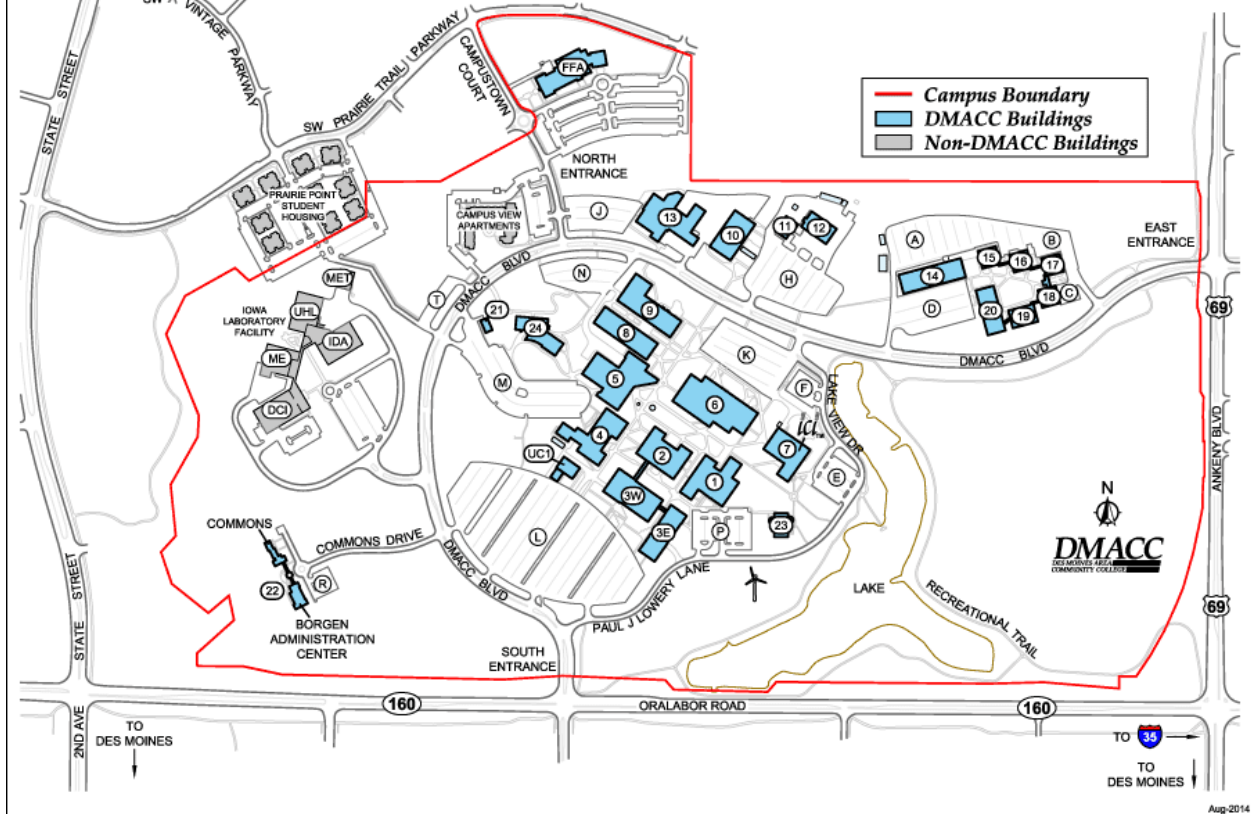 SW A
VINTAGE PARKWAY
STATE STREET
SW PRAIRIE TRAIL PARKWAY
CAMPUSTOWN
COURT
FFA
Campus Boundary
DMACC Buildings
Non-DMACC Buildings
NORTH
ENTRANCE
PRAIRIE POINT
STUDENT
HOUSING
CAMPUS VIEW
APARTMENTS
J
13
10
11
12
A
B
EAST
ENTRANCE
15
16
17
14
18
C
19
20
D
H
69
MET
T
DMACC BLVD
N
UHL
IOWA
LABORATORY
FACILITY
IDA
ME
DCI
21
24
9
8
K
DMACC BLVD
M
5
F
LAKE VIEW DR
6
ici
4
2
7
UC1
1
E
3W
3E
P
23
L
ANKENY BLVD
N
DMACC
DES MOINES AREA
COMMUNITY COLLEGE
COMMONS
COMMONS DRIVE
R
22
BORGEN
ADMINISTRATION
CENTER
DMACC BLVD
PAUL J LOWERY LANE
LAKE
RECREATIONAL TRAIL
69
SOUTH
ENTRANCE
STATE STREET
160
ORALABOR ROAD
160
2ND AVE
TO
DES MOINES
TO 35
TO
DES MOINES
Aug-2014